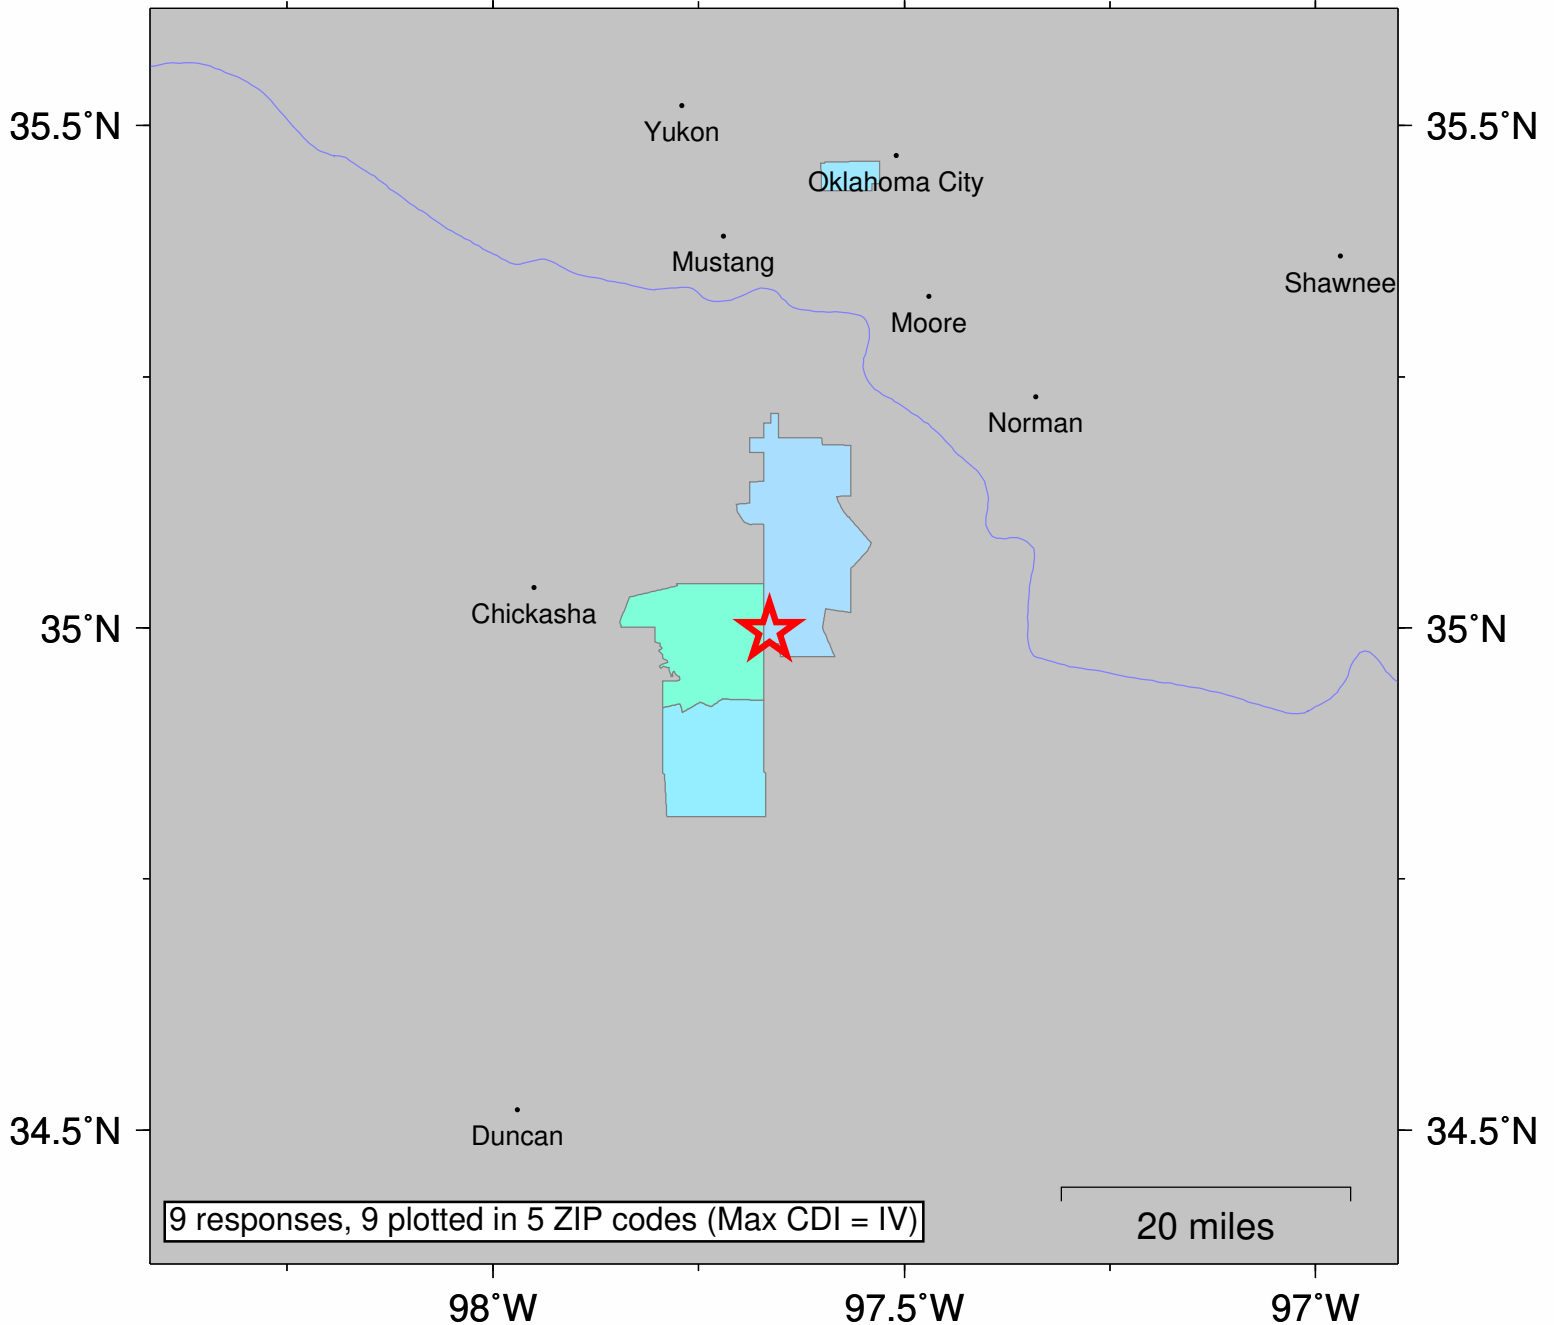 35.5°N
35.5°N
Yukon
Oklahoma City
Mustang
Shawnee
Moore
Norman
Chickasha
35°N
35°N
Duncan
34.5°N
34.5°N
9 responses, 9 plotted in 5 ZIP codes (Max CDI = IV)
20 miles
98°W
97.5°W
97°W